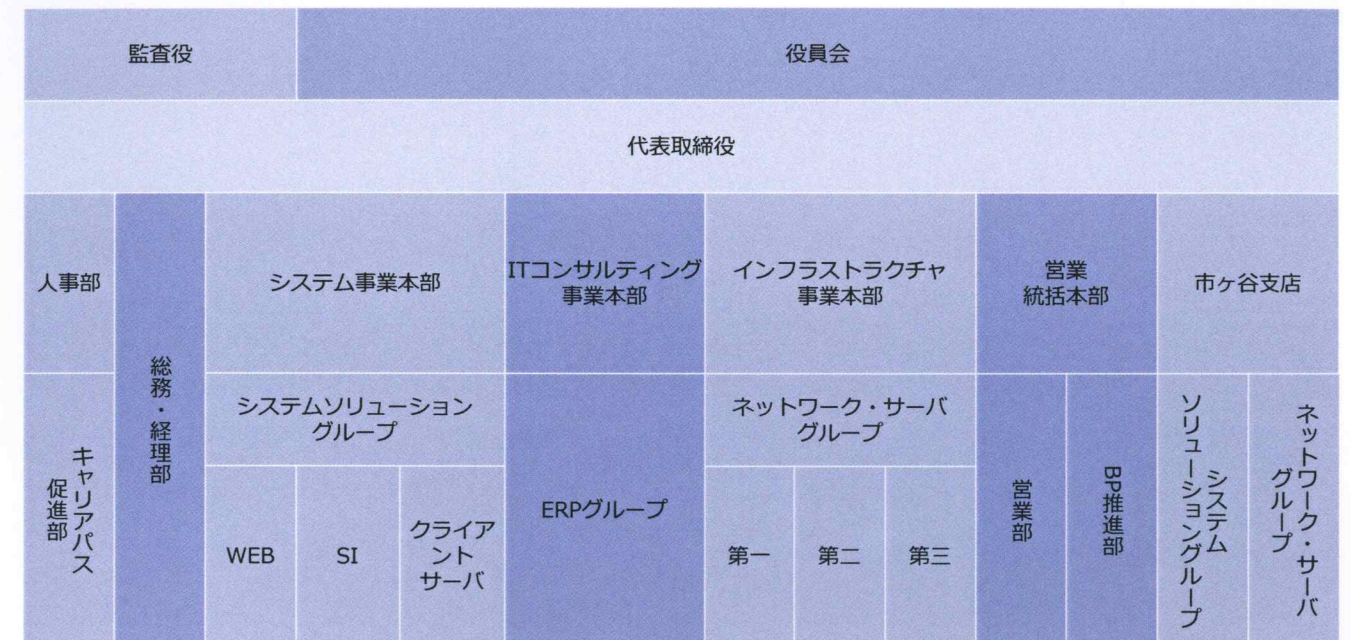 監査役
役員会
代表取締役
人事部
総務・経理部
システム事業本部
ITコンサルティング
事業本部
インフラストラクチャ
事業本部
営業
統括本部
市ヶ谷支店
キャリアパス
促進部
システムソリューション
グループ
WEB
SI
クライア
ント
サーバ
ERPグループ
ネットワーク・サーバ
グループ
第一
第二
第三
営業部
BP推進部
システム
ソリューショングループ
ネットワーク・サーバ
グループ